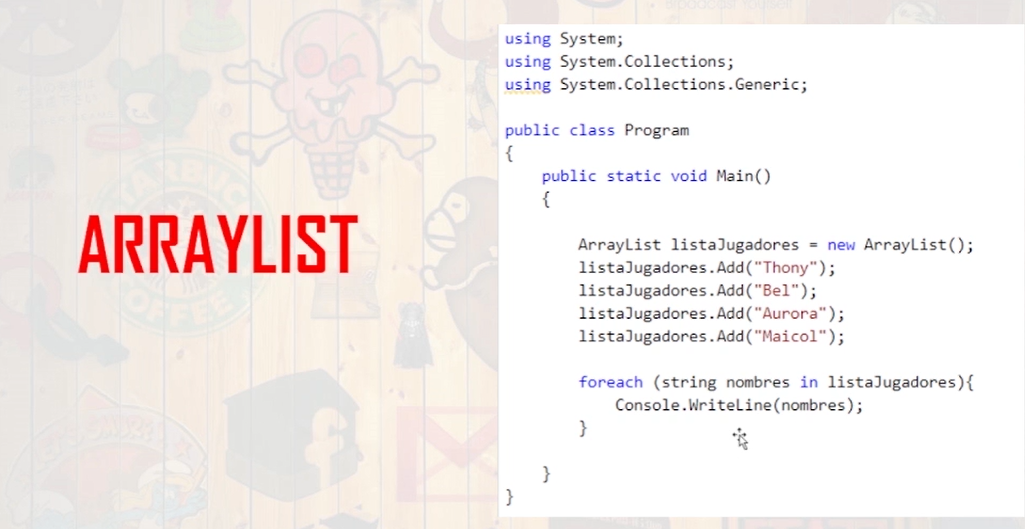 ARRAYLIST
using System;
using System.Collections;
using System.Collections.Generic;
public class Program
{
public static void Main()
{
ArrayList listaJugadores = new ArrayList();
listaJugadores.Add("Thony");
listaJugadores.Add("Bel");
listaJugadores.Add("Aurora");
listaJugadores.Add("Maicol");
foreach (string nombres in listaJugadores){
Console.WriteLine(nombres);
}
}
}